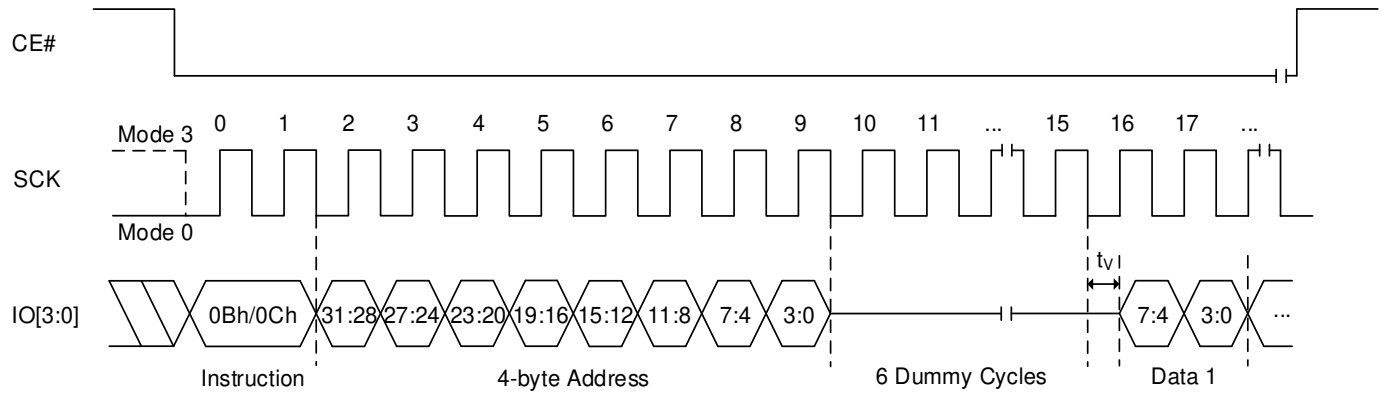 CE#
Mode 3
0 1 2 3 4 5 6 7 8 9 10 11 ... 15 16 17 ...
SCK
Mode 0
tV
IO[3:0]
0Bh/0Ch 31:28 27:24 23:20 19:16 15:12 11:8 7:4 3:0 7:4 3:0 ...
Instruction 4-byte Address 6 Dummy Cycles Data 1